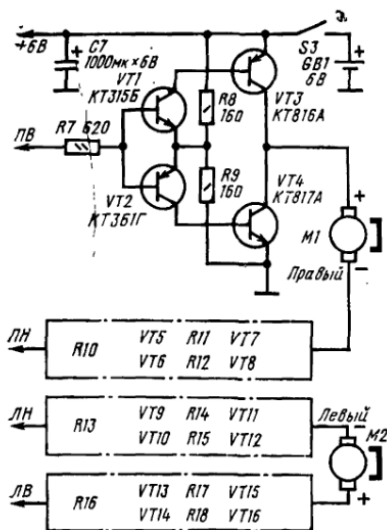 +6В
C7
1000мк × 6В
VT1
КТ315Б
S3
GB1
6В
VT3
КТ816А
R8
160
ПВ
R7 620
R9
160
VT4
КТ817А
VT2
КТ361Г
+
M1
Правый
−
ПН
R10
VT5 R11 VT7
VT6 R12 VT8
ЛН
R13
VT9 R14 VT11
VT10 R15 VT12
Левый
−
M2
ЛВ
R16
VT13 R17 VT15
VT14 R18 VT16
+